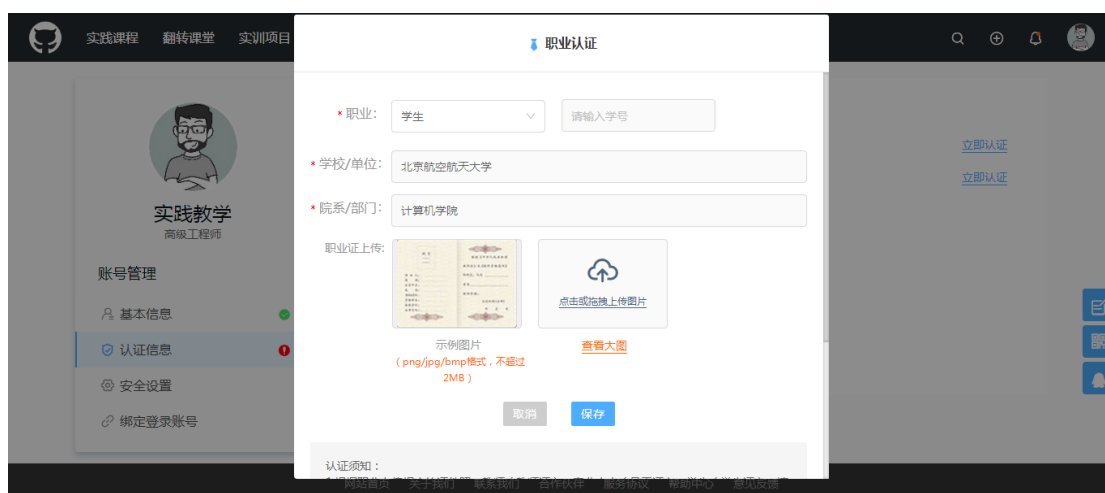 实践课程 翻转课堂 实训项目
职业认证
* 职业: 学生 请输入学号
* 学校/单位: 北京航空航天大学
* 院系/部门: 计算机学院
职业证上传:
点击或拖拽上传图片
示例图片
( png/jpg/bmp格式 , 不超过
2MB )
查看大图
取消 保存
认证须知：
实践教学
高级工程师
账号管理
基本信息
认证信息
安全设置
绑定登录账号
立即认证
立即认证
网站首页 关于我们 联系我们 合作伙伴 服务协议 帮助中心 意见反馈